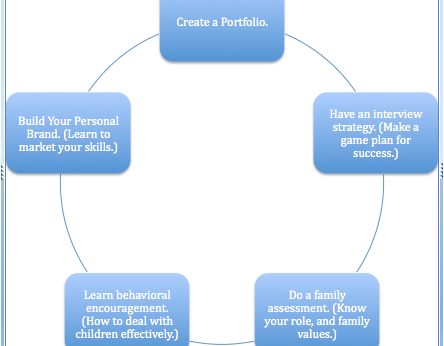 Create a Portfolio.
Have an interview
strategy. (Make a
game plan for
success.)
Do a family
assessment. (Know
your role, and family
values.)
Learn behavioral
encouragement.
(How to deal with
children effectively.)
Build Your Personal
Brand. (Learn to
market your skills.)